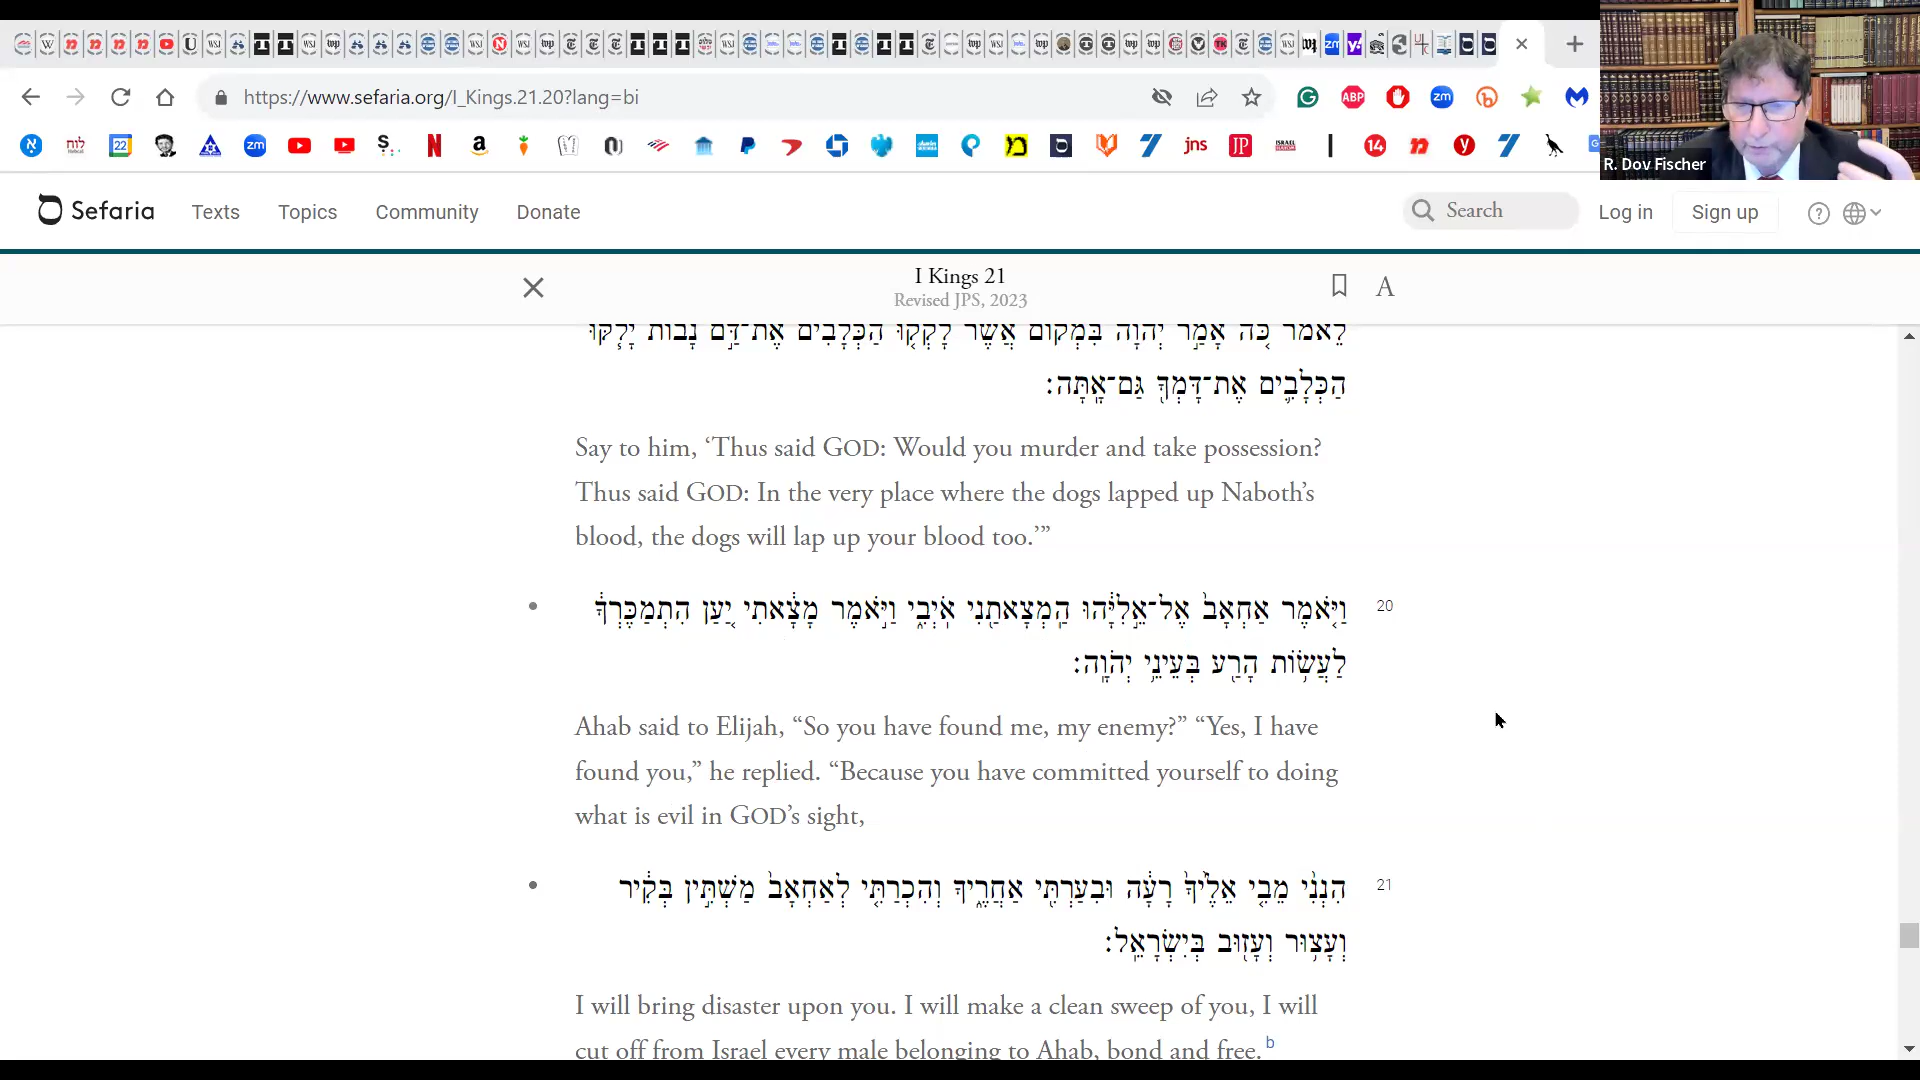 https://www.sefaria.org/I_Kings.21.20?lang=bi
R. Dov Fischer
Sefaria Texts Topics Community Donate Search Log in Sign up
I Kings 21
Revised JPS, 2023
לֵאמֹר כֹּה אָמַר יְהֹוָה בִּמְקוֹם אֲשֶׁר לָקְקוּ הַכְּלָבִים אֶת־דַּם נָבוֹת יָלֹקּוּ
הַכְּלָבִים אֶת־דָּמְךָ גַּם־אָתָּה׃
Say to him, ‘Thus said GOD: Would you murder and take possession?
Thus said GOD: In the very place where the dogs lapped up Naboth’s
blood, the dogs will lap up your blood too.’”
20 וַיֹּאמֶר אַחְאָב אֶל־אֵלִיָּהוּ הַמְצָאתַנִי אֹיְבִי וַיֹּאמֶר מָצָאתִי יַעַן הִתְמַכֶּרְךָ
לַעֲשׂוֹת הָרַע בְּעֵינֵי יְהֹוָה׃
Ahab said to Elijah, “So you have found me, my enemy?” “Yes, I have
found you,” he replied. “Because you have committed yourself to doing
what is evil in GOD’s sight,
21 הִנְנִי מֵבִי אֵלֶיךָ רָעָה וּבִעַרְתִּי אַחֲרֶיךָ וְהִכְרַתִּי לְאַחְאָב מַשְׁתִּין בְּקִיר
וְעָצוּר וְעָזוּב בְּיִשְׂרָאֵל׃
I will bring disaster upon you. I will make a clean sweep of you, I will
cut off from Israel every male belonging to Ahab, bond and free. b